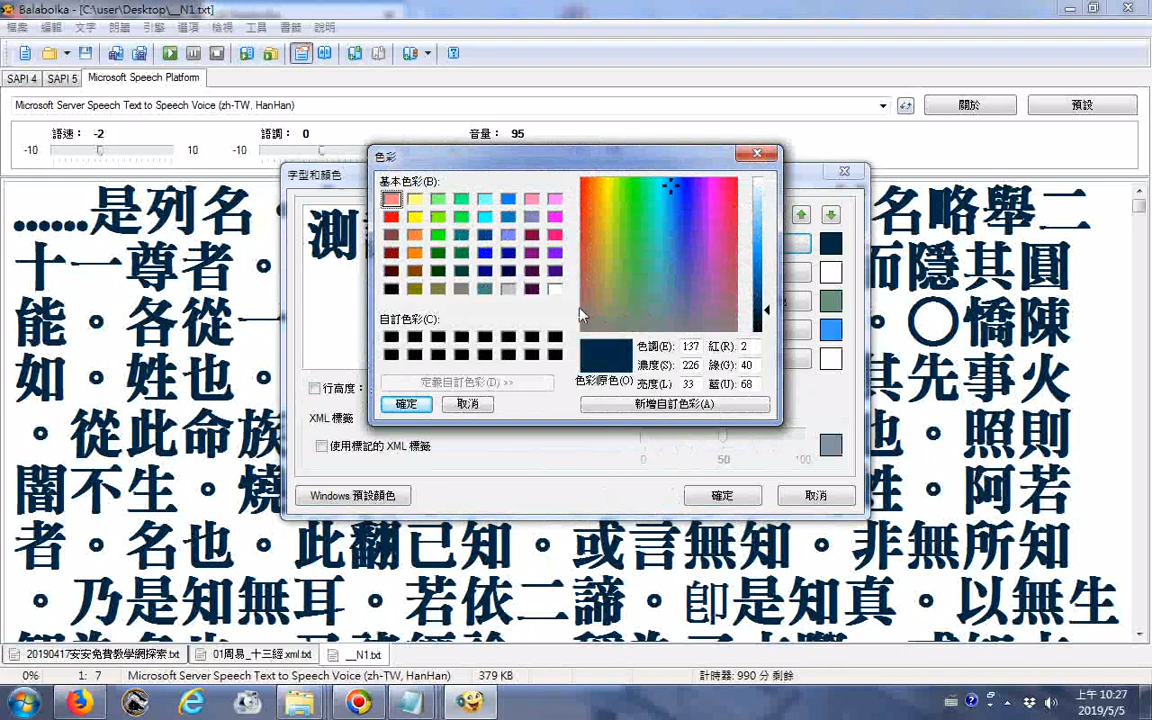 Balabolka - [C:\user\Desktop\__N1.txt]
檔案 編輯 文字 朗讀 引擎 選項 檢視 工具 書籤 說明
SAPI 4 SAPI 5 Microsoft Speech Platform
Microsoft Server Speech Text to Speech Voice (zh-TW, HanHan)
關於 預設
語速： -2 語調： 0 音量： 95
-10 10 -10
字型和顏色
測
色彩
基本色彩(B):
自訂色彩(C):
定義自訂色彩(D) >>
確定 取消
色彩|原色(O)
色調(E): 137 紅(R): 2
濃度(S): 226 綠(G): 40
亮度(L) 33 藍(U): 68
新增自訂色彩(A)
行高度：
XML 標籤
使用標記的 XML 標籤
0 50 100
Windows 預設顏色 確定 取消
......是列名。 名略舉二
十一尊者。 而隱其圓
能。各從一 〇憍陳
如。姓也。 其先事火
。從此命族 也。照則
闇不生。燒 姓。阿若
者。名也。此翻已知。或言無知。非無所知
。乃是知無耳。若依二諦。卽是知真。以無生
20190417安安免費教學網探索.txt 01周易_十三經.xml.txt __N1.txt
0% 1: 7 Microsoft Server Speech Text to Speech Voice (zh-TW, HanHan) 379 KB 計時器: 990 分 剩餘
上午 10:27
2019/5/5